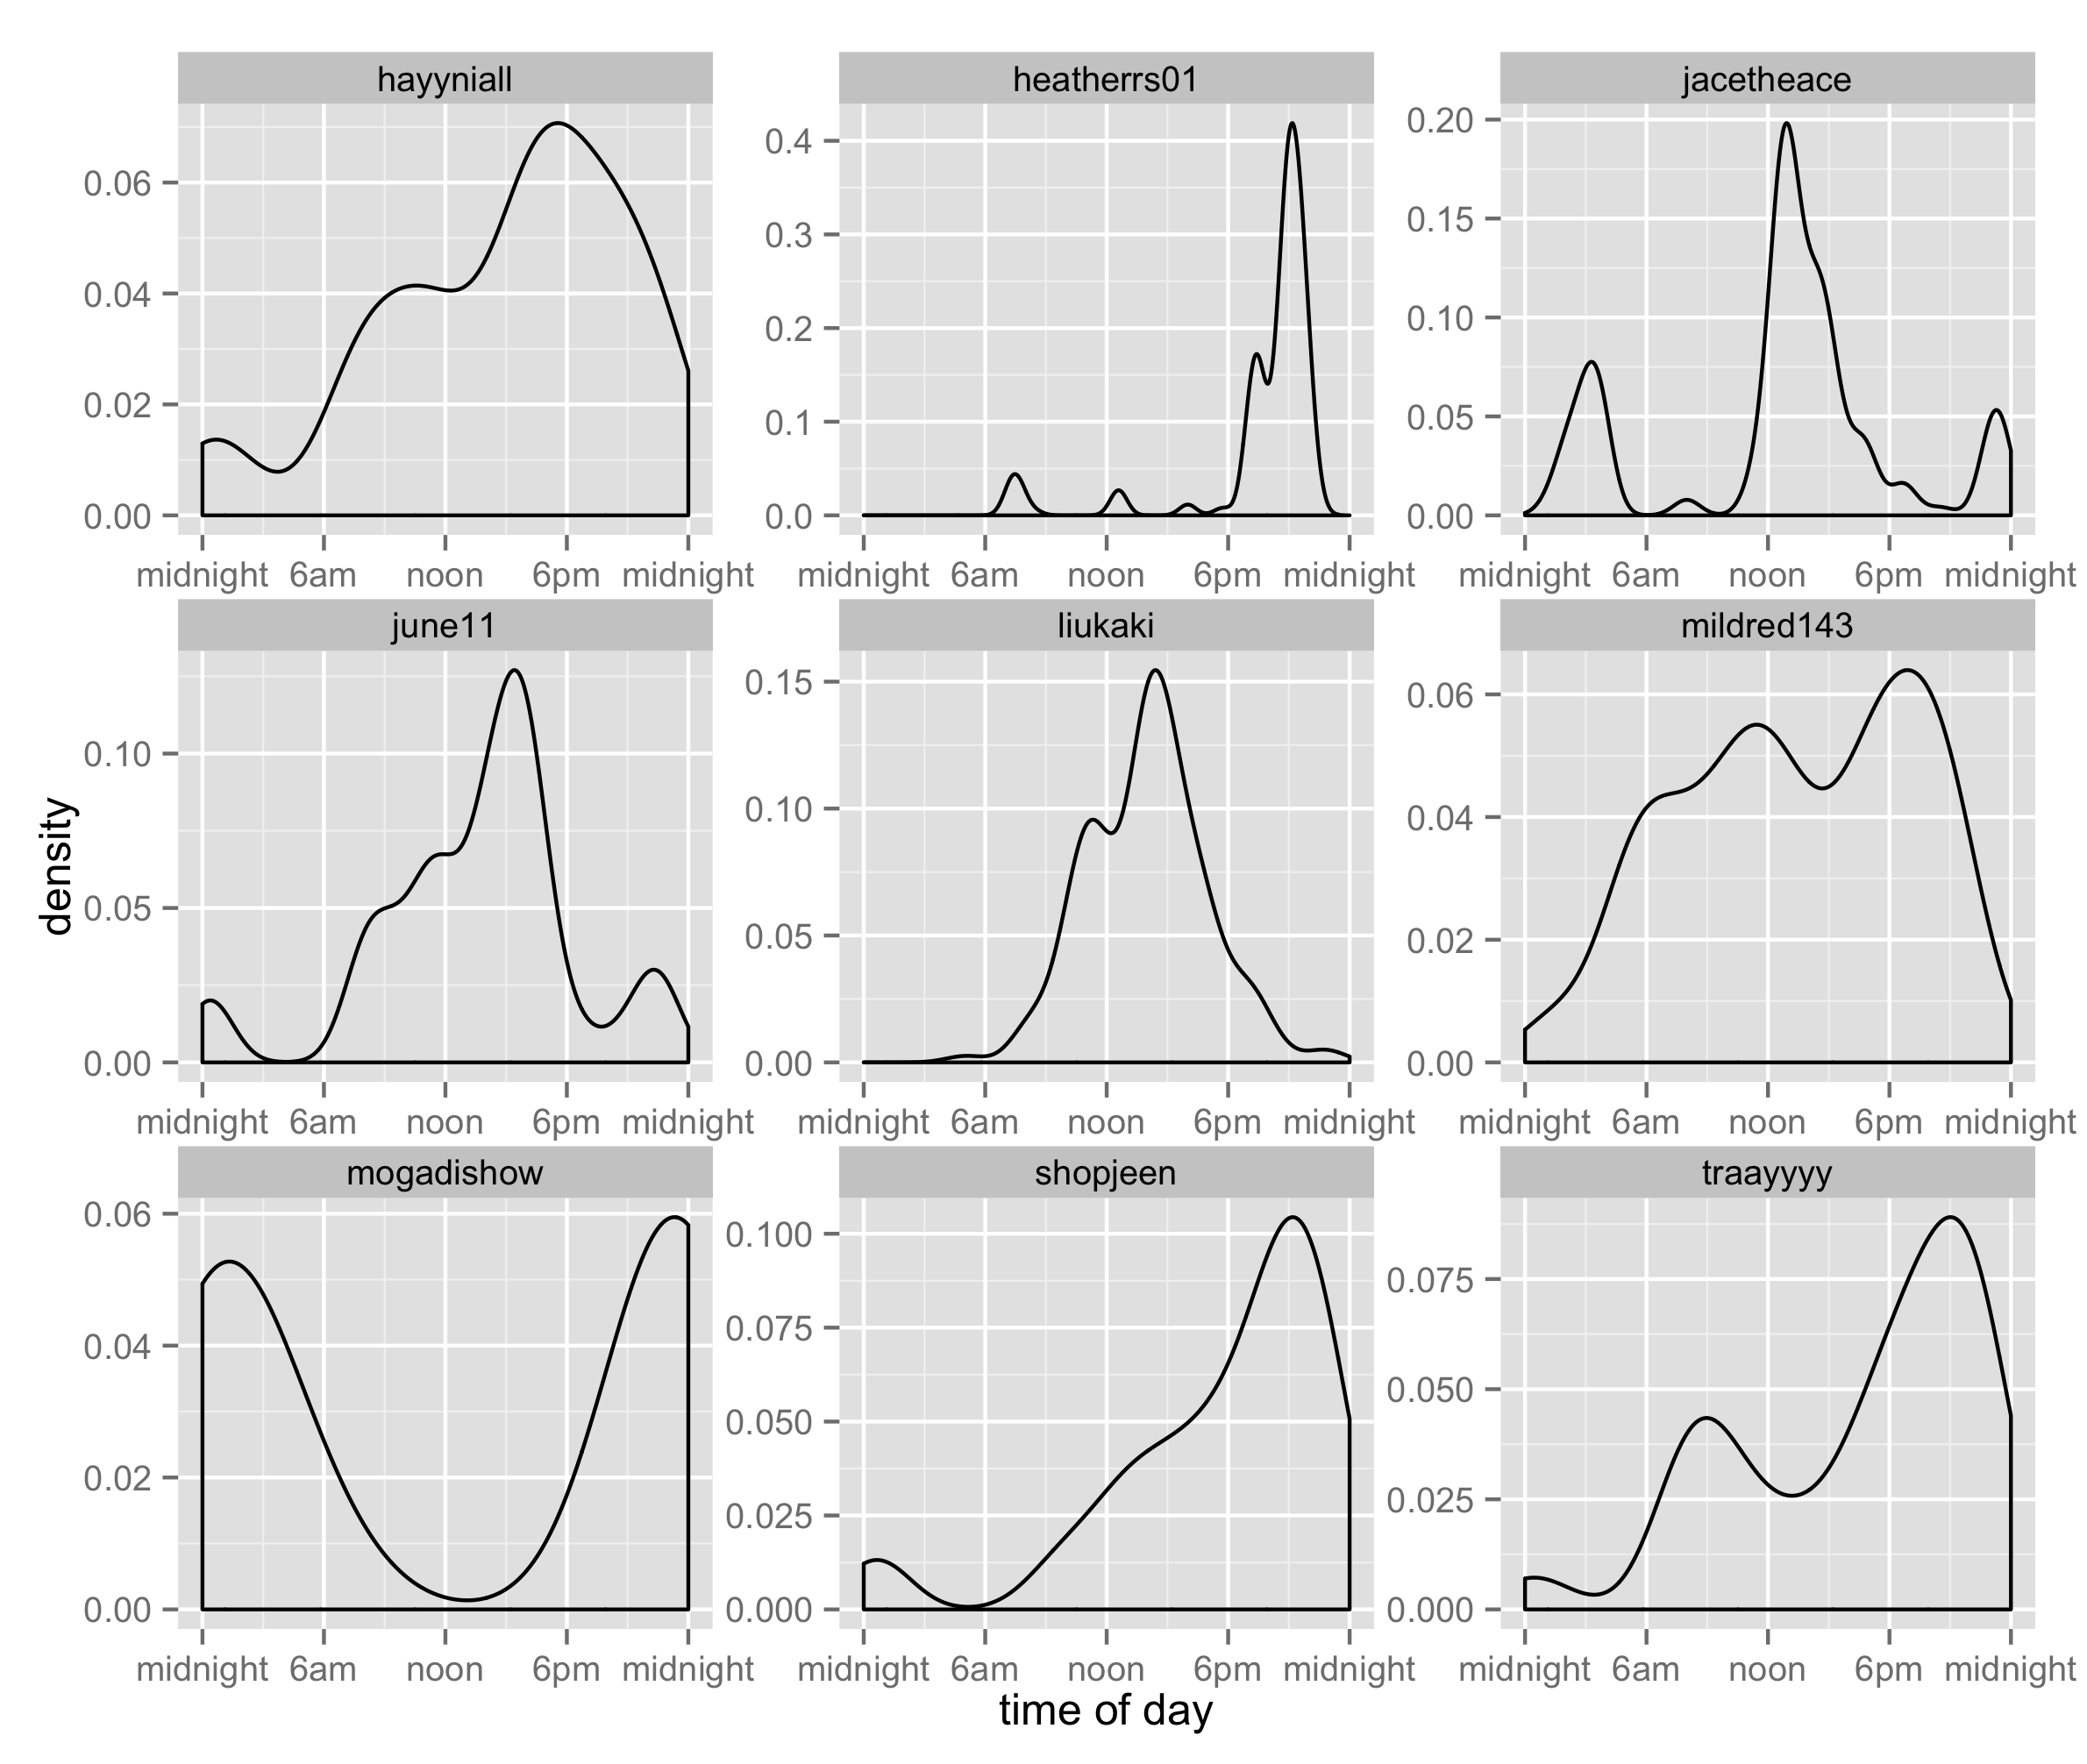 hayyniall
heatherrs01
jacetheace
0.06
0.04
0.02
0.00
0.4
0.3
0.2
0.1
0.0
0.20
0.15
0.10
0.05
0.00
midnight 6am noon 6pm midnight
midnight 6am noon 6pm midnight
midnight 6am noon 6pm midnight
june11
liukaki
mildred143
density
0.10
0.05
0.00
0.15
0.10
0.05
0.00
0.06
0.04
0.02
0.00
midnight 6am noon 6pm midnight
midnight 6am noon 6pm midnight
midnight 6am noon 6pm midnight
mogadishow
shopjeen
traayyyy
0.06
0.04
0.02
0.00
0.100
0.075
0.050
0.025
0.000
0.075
0.050
0.025
0.000
midnight 6am noon 6pm midnight
midnight 6am noon 6pm midnight
midnight 6am noon 6pm midnight
time of day